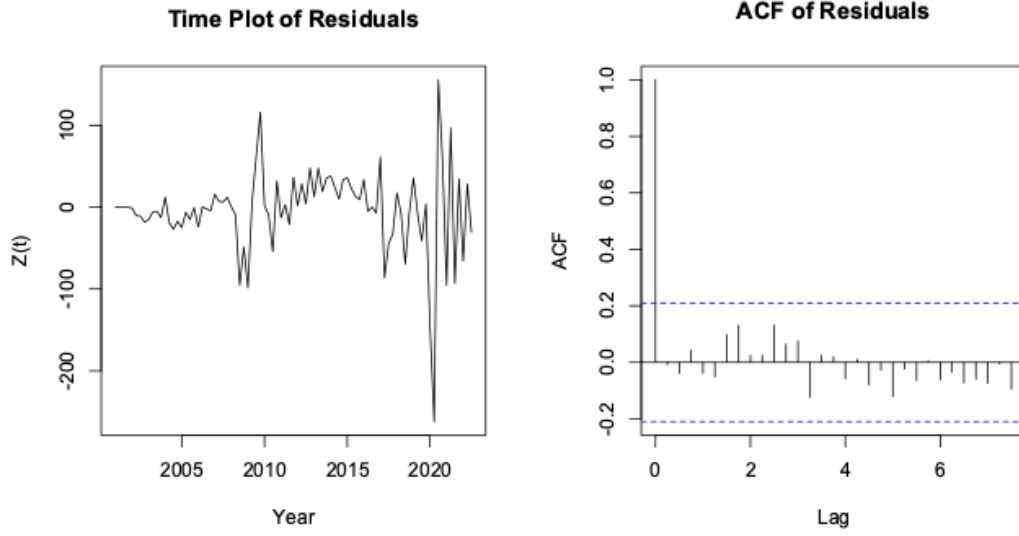 Time Plot of Residuals
Z(t)
100
0
-100
-200
2005 2010 2015 2020
Year
ACF of Residuals
ACF
1.0
0.8
0.6
0.4
0.2
0.0
-0.2
0 2 4 6
Lag